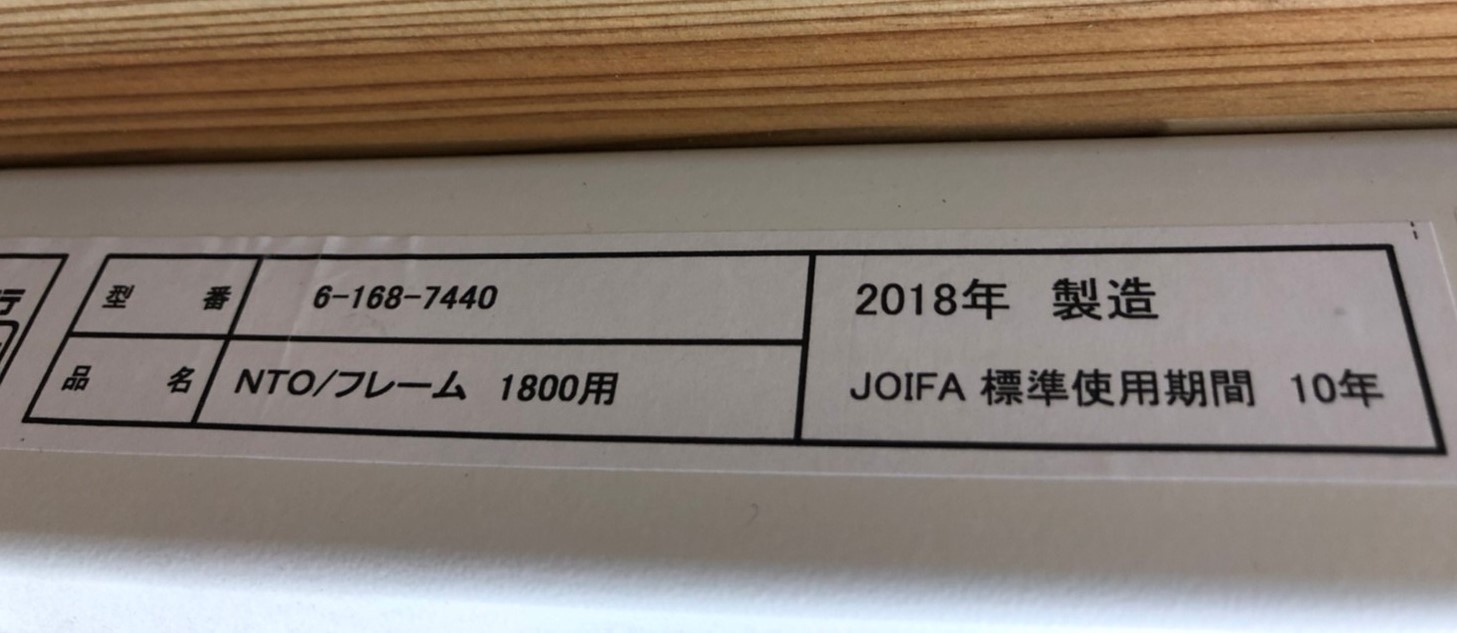 行
型番 6-168-7440
品名 NTO/フレーム 1800用
2018年 製造
JOIFA 標準使用期間 10年